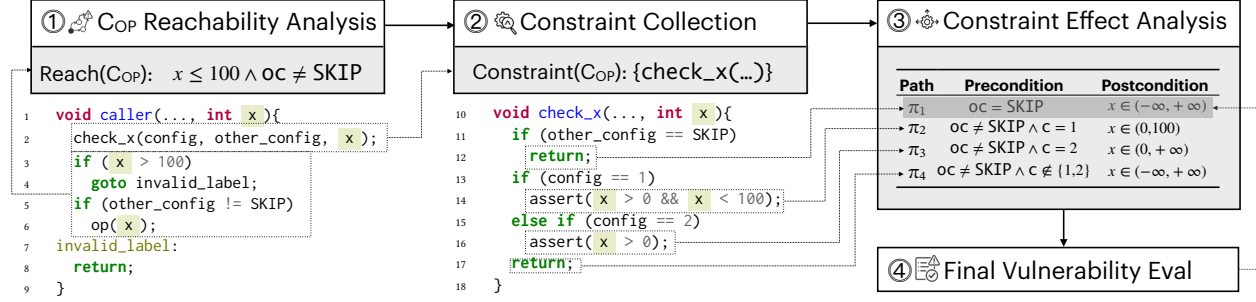 ① C_OP Reachability Analysis
Reach(C_OP): x ≤ 100 ∧ oc ≠ SKIP
1 void caller(..., int x){
2 check_x(config, other_config, x);
3 if (x > 100)
4 goto invalid_label;
5 if (other_config != SKIP)
6 op(x);
7 invalid_label:
8 return;
9 }
② Constraint Collection
Constraint(C_OP): {check_x(…)}
10 void check_x(..., int x){
11 if (other_config == SKIP)
12 return;
13 if (config == 1)
14 assert(x > 0 && x < 100);
15 else if (config == 2)
16 assert(x > 0);
17 return;
18 }
③ Constraint Effect Analysis
Path Precondition Postcondition
π₁ oc = SKIP x ∈ (−∞, +∞)
π₂ oc ≠ SKIP ∧ c = 1 x ∈ (0,100)
π₃ oc ≠ SKIP ∧ c = 2 x ∈ (0, +∞)
π₄ oc ≠ SKIP ∧ c ∉ {1,2} x ∈ (−∞, +∞)
④ Final Vulnerability Eval